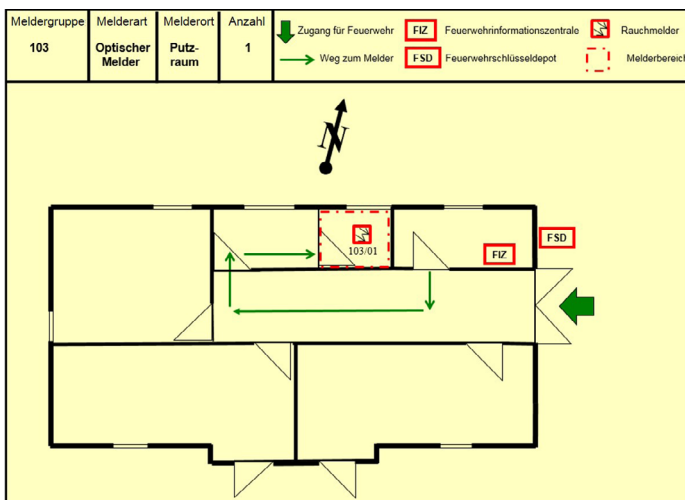 Meldergruppe
103
Melderart
Optischer
Melder
Melderort
Putz-
raum
Anzahl
1
Zugang für Feuerwehr
Weg zum Melder
FIZ Feuerwehrinformationszentrale
FSD Feuerwehrschlüsseldepot
Rauchmelder
Melderbereich
N
103/01
FIZ
FSD